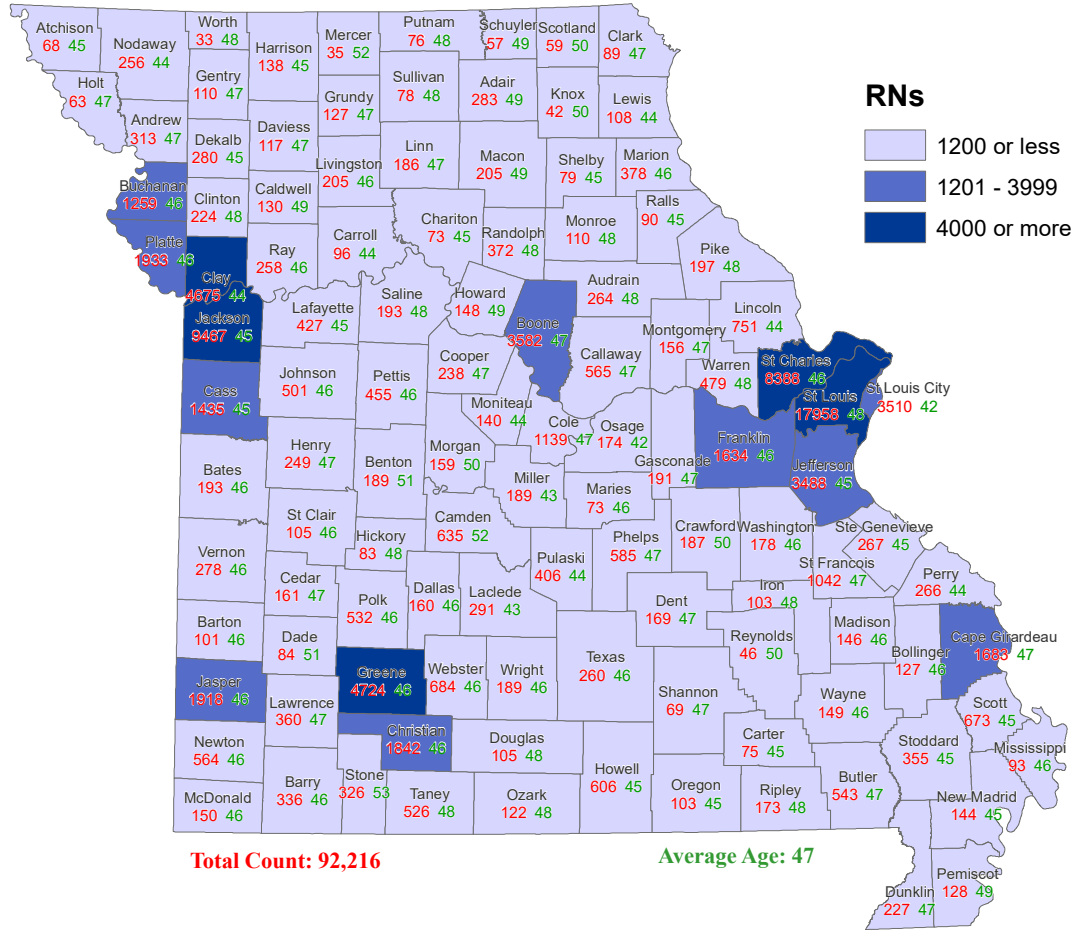 Atchison
68 45
Nodaway
256 44
Worth
33 48
Harrison
138 45
Mercer
35 52
Putnam
76 48
Schuyler
57 49
Scotland
59 50
Clark
89 47
Holt
63 47
Gentry
110 47
Grundy
127 47
Sullivan
78 48
Adair
283 49
Knox
42 50
Lewis
108 44
Andrew
313 47
Dekalb
280 45
Daviess
117 47
Livingston
205 46
Linn
186 47
Macon
205 49
Shelby
79 45
Marion
378 46
Buchanan
1259 46
Clinton
224 48
Caldwell
130 49
Chariton
73 45
Randolph
372 48
Monroe
110 48
Ralls
90 45
Platte
1933 46
Clay
4675 44
Ray
258 46
Carroll
96 44
Pike
197 48
Jackson
9467 45
Lafayette
427 45
Saline
193 48
Howard
148 49
Boone
3582 47
Audrain
264 48
Montgomery
156 47
Lincoln
751 44
Cass
1435 45
Johnson
501 46
Pettis
455 46
Cooper
238 47
Callaway
565 47
Warren
479 48
St Charles
8388 46
St Louis
17958 48
St Louis City
3510 42
Moniteau
140 44
Cole
1139 47
Osage
174 42
Gasconade
191 47
Franklin
1634 46
Jefferson
3488 45
Bates
193 46
Henry
249 47
Benton
189 51
Morgan
159 50
Miller
189 43
Maries
73 46
St Clair
105 46
Hickory
83 48
Camden
635 52
Pulaski
406 44
Phelps
585 47
Crawford
187 50
Washington
178 46
Ste Genevieve
267 45
St Francois
1042 47
Perry
266 44
Vernon
278 46
Cedar
161 47
Polk
532 46
Dallas
160 46
Laclede
291 43
Dent
169 47
Iron
103 48
Reynolds
46 50
Madison
146 46
Bollinger
127 46
Cape Girardeau
1683 47
Barton
101 46
Dade
84 51
Greene
4724 46
Webster
684 46
Wright
189 46
Texas
260 46
Shannon
69 47
Wayne
149 46
Scott
673 45
Jasper
1918 46
Lawrence
360 47
Christian
1842 46
Douglas
105 48
Carter
75 45
Stoddard
355 45
Mississippi
93 46
Newton
564 46
Barry
336 46
Stone
326 53
Taney
526 48
Ozark
122 48
Howell
606 45
Oregon
103 45
Ripley
173 48
Butler
543 47
New Madrid
144 45
McDonald
150 46
Dunklin
227 47
Pemiscot
128 49
RNs
1200 or less
1201 - 3999
4000 or more
Total Count: 92,216
Average Age: 47